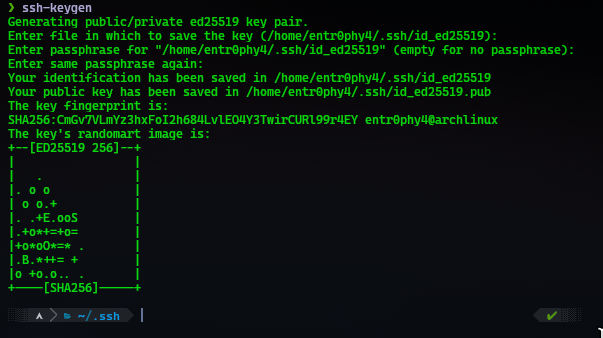 ❯ ssh-keygen
Generating public/private ed25519 key pair.
Enter file in which to save the key (/home/entr0phy4/.ssh/id_ed25519):
Enter passphrase for "/home/entr0phy4/.ssh/id_ed25519" (empty for no passphrase):
Enter same passphrase again:
Your identification has been saved in /home/entr0phy4/.ssh/id_ed25519
Your public key has been saved in /home/entr0phy4/.ssh/id_ed25519.pub
The key fingerprint is:
SHA256:CmGv7VLmYz3hxFoI2h684LvlEO4Y3TwirCURl99r4EY entr0phy4@archlinux
The key's randomart image is:
+--[ED25519 256]--+
|                 |
|   .             |
|. o o            |
| o o.+           |
|. .+E.ooS        |
|.+o*+=+o=        |
|+o*oO*=* .       |
|.B.*++= +        |
|o +o.o.. .       |
+----[SHA256]-----+
~/.ssh